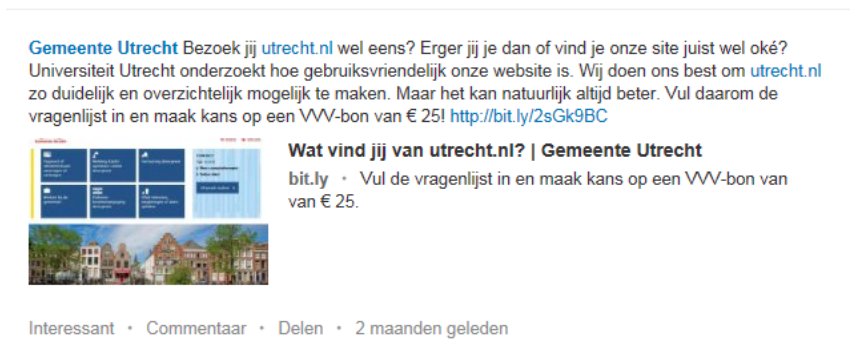 Gemeente Utrecht Bezoek jij utrecht.nl wel eens? Erger jij je dan of vind je onze site juist wel oké?
Universiteit Utrecht onderzoekt hoe gebruiksvriendelijk onze website is. Wij doen ons best om utrecht.nl
zo duidelijk en overzichtelijk mogelijk te maken. Maar het kan natuurlijk altijd beter. Vul daarom de
vragenlijst in en maak kans op een VVV-bon van € 25! http://bit.ly/2sGk9BC
Wat vind jij van utrecht.nl? | Gemeente Utrecht
bit.ly · Vul de vragenlijst in en maak kans op een VVV-bon van
van € 25.
Interessant · Commentaar · Delen · 2 maanden geleden